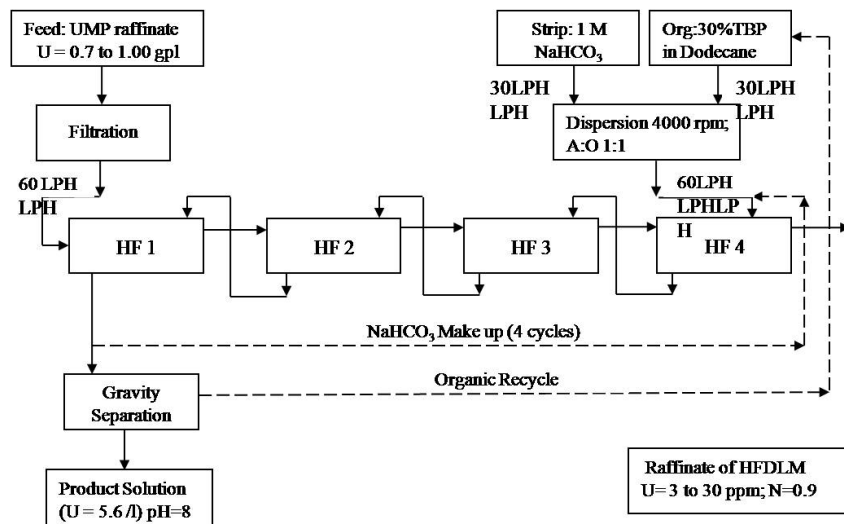 Feed: UMP raffinate
U = 0.7 to 1.00 gpl
Strip: 1 M
NaHCO₃
Org:30%TBP
in Dodecane
Filtration
30LPH
LPH
30LPH
LPH
Dispersion 4000 rpm;
A:O 1:1
60 LPH
LPH
60LPH
LPHLP
H
HF 1
HF 2
HF 3
HF 4
NaHCO₃ Make up (4 cycles)
Organic Recycle
Gravity
Separation
Product Solution
(U = 5.6 /l) pH=8
Raffinate of HFDLM
U= 3 to 30 ppm; N=0.9